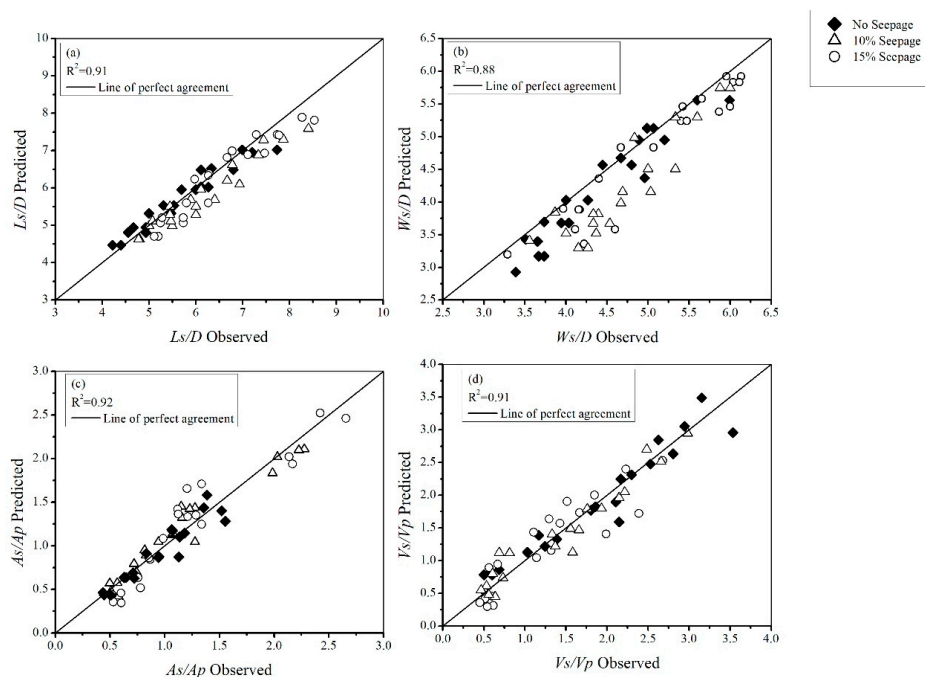 No Seepage
10% Seepage
15% Seepage
(a)
R²=0.91
Line of perfect agreement
10
9
8
7
6
5
4
3
Ls/D Predicted
3 4 5 6 7 8 9 10
Ls/D Observed
(b)
R²=0.88
Line of perfect agreement
6.5
6.0
5.5
5.0
4.5
4.0
3.5
3.0
2.5
Ws/D Predicted
2.5 3.0 3.5 4.0 4.5 5.0 5.5 6.0 6.5
Ws/D Observed
(c)
R²=0.92
Line of perfect agreement
3.0
2.5
2.0
1.5
1.0
0.5
0.0
As/Ap Predicted
0.0 0.5 1.0 1.5 2.0 2.5 3.0
As/Ap Observed
(d)
R²=0.91
Line of perfect agreement
4.0
3.5
3.0
2.5
2.0
1.5
1.0
0.5
0.0
Vs/Vp Predicted
0.0 0.5 1.0 1.5 2.0 2.5 3.0 3.5 4.0
Vs/Vp Observed